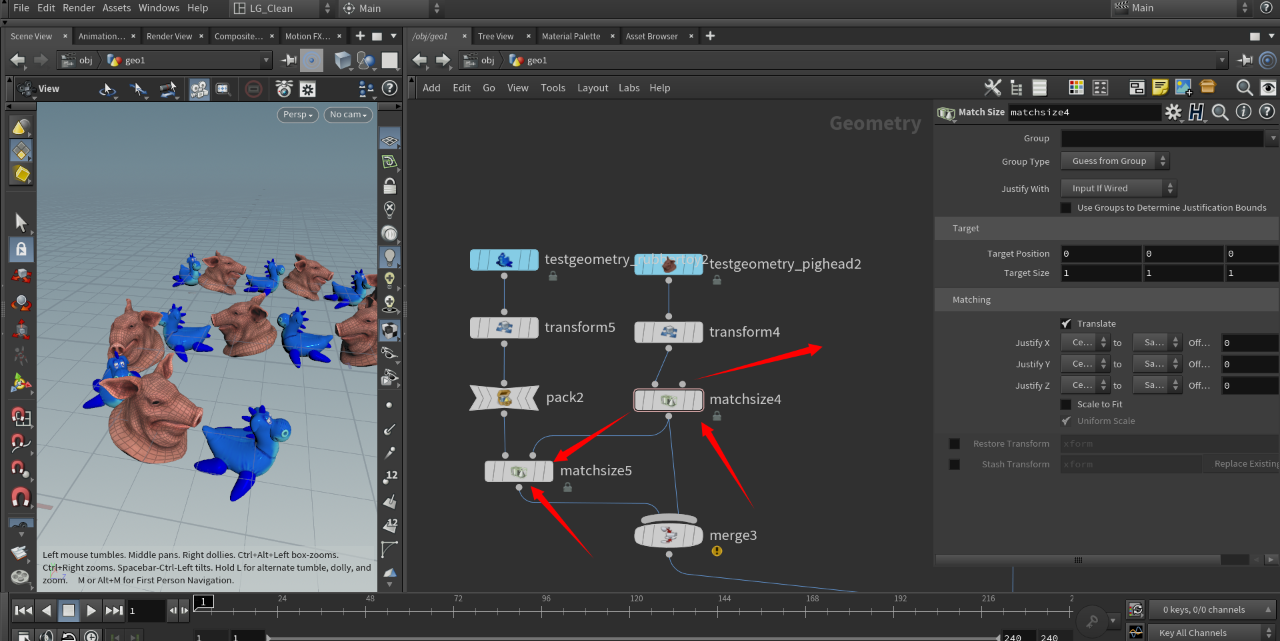 File Edit Render Assets Windows Help LG_Clean Main Main
Scene View Animation... Render View Composite... Motion FX...
/obj/geo1 Tree View Material Palette Asset Browser
obj geo1
obj geo1
View
Add Edit Go View Tools Layout Labs Help
Persp No cam
Geometry
Match Size matchsize4
Group
Group Type Guess from Group
Justify With Input If Wired
Use Groups to Determine Justification Bounds
Target
Target Position 0 0 0
Target Size 1 1 1
Matching
Translate
Justify X Ce... to Sa... Off... 0
Justify Y Ce... to Sa... Off... 0
Justify Z Ce... to Sa... Off... 0
Scale to Fit
Uniform Scale
Restore Transform xform
Stash Transform xform Replace Existing
testgeometry_rubbertoy2
testgeometry_pighead2
transform5
transform4
pack2
matchsize4
matchsize5
merge3
12
12
Left mouse tumbles. Middle pans. Right dollies. Ctrl+Alt+Left box-zooms.
Ctrl+Right zooms. Spacebar-Ctrl-Left tilts. Hold L for alternate tumble, dolly, and
zoom. M or Alt+M for First Person Navigation.
1 1 24 48 72 96 120 144 168 192 216 2
0 keys, 0/0 channels
1 1 240 240
Key All Channels